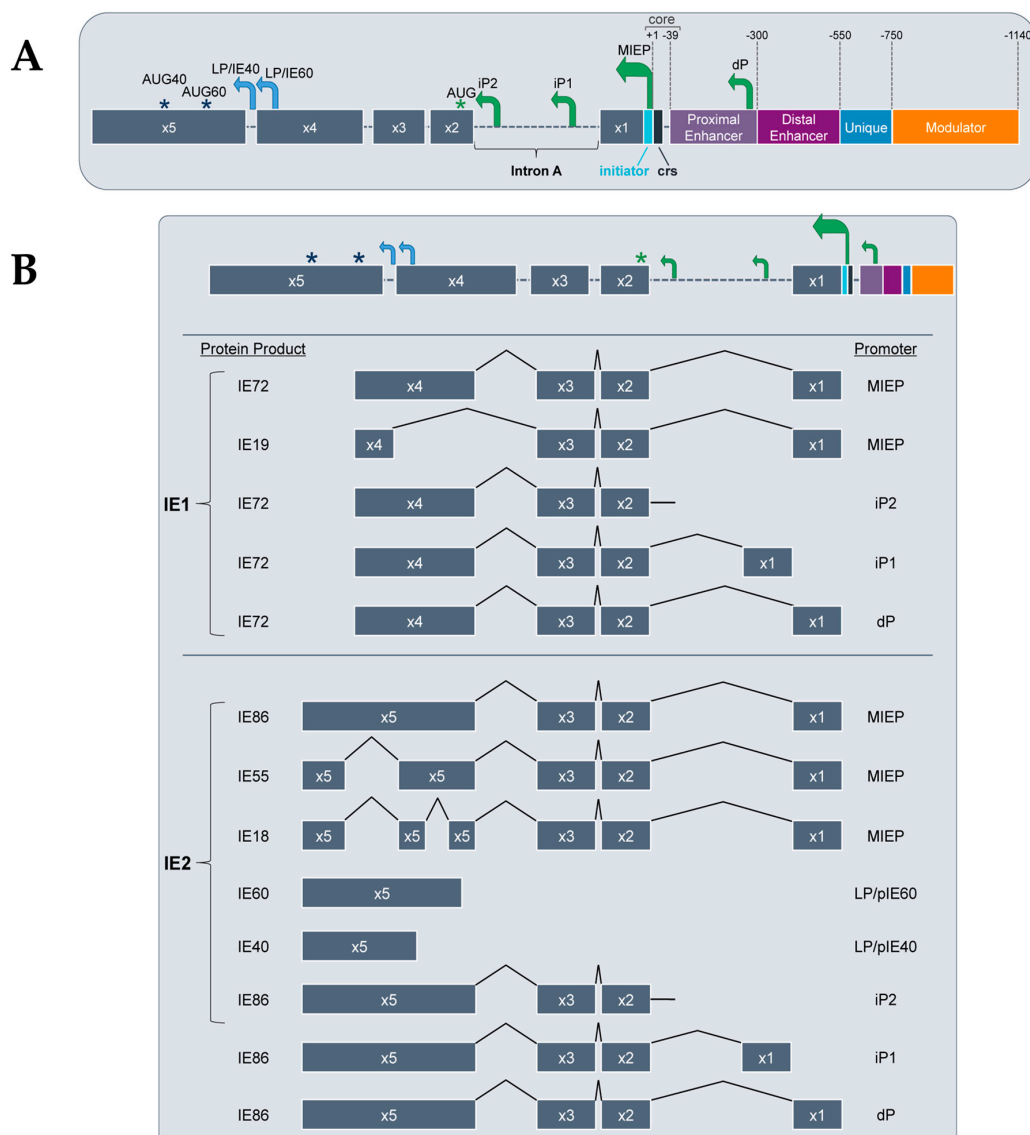 A
core
+1 -39 -300 -550 -750 -1140
MIEP
dP
LP/IE40 LP/IE60
AUG40
AUG60
* *
AUG
*
iP2
iP1
x5 x4 x3 x2 x1
Proximal
Enhancer
Distal
Enhancer
Unique
Modulator
Intron A
initiator crs
B
* * *
x5 x4 x3 x2 x1
Protein Product Promoter
IE1
IE72 x4 x3 x2 x1 MIEP
IE19 x4 x3 x2 x1 MIEP
IE72 x4 x3 x2 iP2
IE72 x4 x3 x2 x1 iP1
IE72 x4 x3 x2 x1 dP
IE2
IE86 x5 x3 x2 x1 MIEP
IE55 x5 x5 x3 x2 x1 MIEP
IE18 x5 x5 x5 x3 x2 x1 MIEP
IE60 x5 LP/pIE60
IE40 x5 LP/pIE40
IE86 x5 x3 x2 iP2
IE86 x5 x3 x2 x1 iP1
IE86 x5 x3 x2 x1 dP